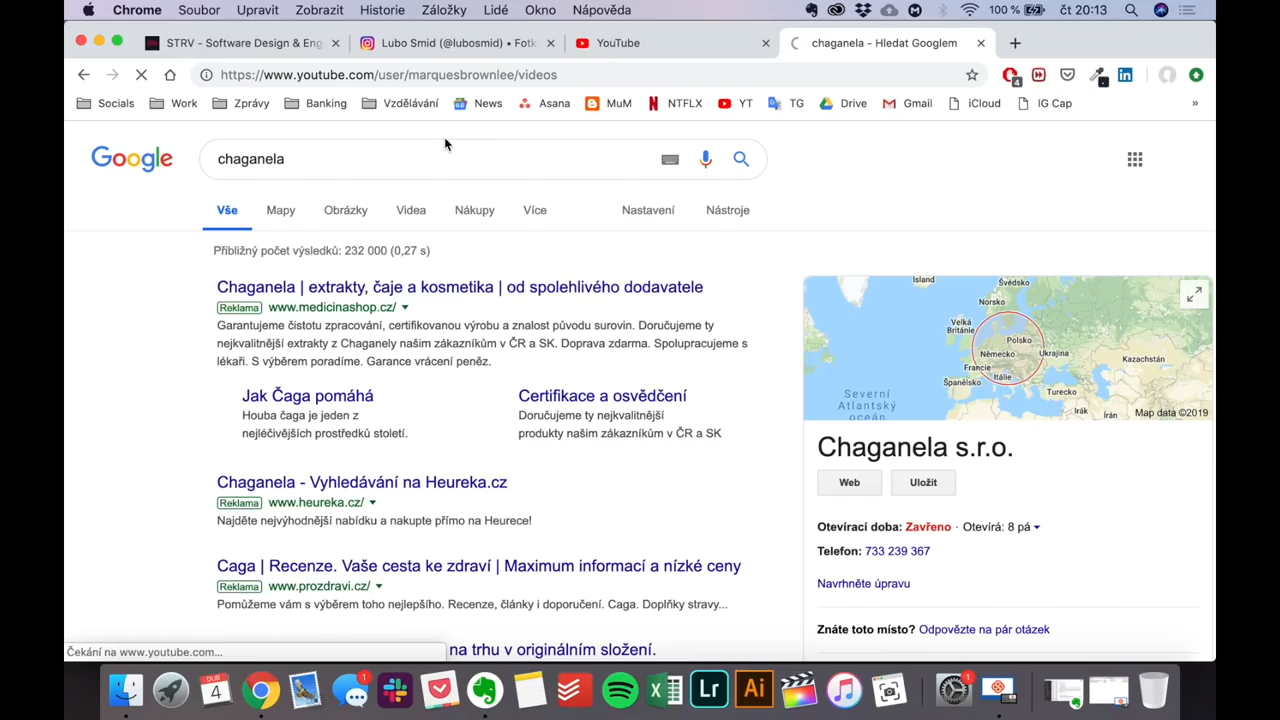 Chrome Soubor Upravit Zobrazit Historie Záložky Lidé Okno Nápověda 100 % čt 20:13
STRV - Software Design & Eng
Lubo Smid (@lubosmid) • Fotk
YouTube
chaganela - Hledat Googlem
https://www.youtube.com/user/marquesbrownlee/videos
4
Socials Work Zprávy Banking Vzdělávání News Asana MuM NTFLX YT TG Drive Gmail iCloud IG Cap »
Google
chaganela
Vše Mapy Obrázky Videa Nákupy Více Nastavení Nástroje
Přibližný počet výsledků: 232 000 (0,27 s)
Chaganela | extrakty, čaje a kosmetika | od spolehlivého dodavatele
Reklama www.medicinashop.cz/
Garantujeme čistotu zpracování, certifikovanou výrobu a znalost původu surovin. Doručujeme ty
nejkvalitnější extrakty z Chaganely našim zákazníkům v ČR a SK. Doprava zdarma. Spolupracujeme s
lékaři. S výběrem poradíme. Garance vrácení peněz.
Jak Čaga pomáhá
Houba čaga je jeden z
nejléčivějších prostředků století.
Certifikace a osvědčení
Doručujeme ty nejkvalitnější
produkty našim zákazníkům v ČR a SK
Chaganela - Vyhledávání na Heureka.cz
Reklama www.heureka.cz/
Najděte nejvýhodnější nabídku a nakupte přímo na Heurece!
Caga | Recenze. Vaše cesta ke zdraví | Maximum informací a nízké ceny
Reklama www.prozdravi.cz/
Pomůžeme vám s výběrem toho nejlepšího. Recenze, články i doporučení. Caga. Doplňky stravy...
na trhu v originálním složení.
Čekání na www.youtube.com...
Island
Švédsko
Norsko
Velká
Británie
Polsko
Německo
Ukrajina
Francie
Kazachstán
Itálie
Španělsko
Turecko
Severní
Atlantský
oceán
Irák
Írán
Map data ©2019
Chaganela s.r.o.
Web Uložit
Otevírací doba: Zavřeno · Otevírá: 8 pá
Telefon: 733 239 367
Navrhněte úpravu
Znáte toto místo? Odpovězte na pár otázek
DUB
4
1
Lr
Ai
1